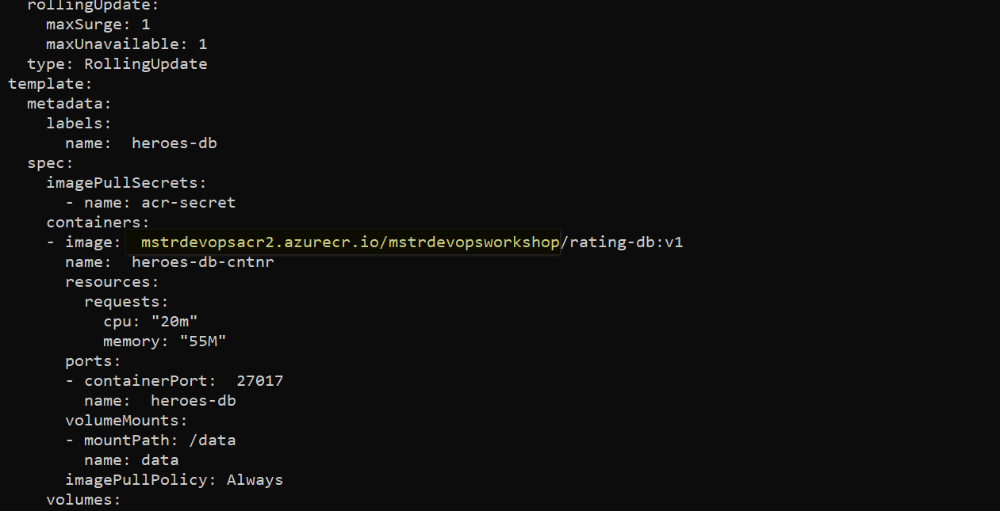 rollingUpdate:
    maxSurge: 1
    maxUnavailable: 1
  type: RollingUpdate
template:
  metadata:
    labels:
      name:  heroes-db
  spec:
    imagePullSecrets:
      - name: acr-secret
    containers:
    - image:  mstrdevopsacr2.azurecr.io/mstrdevopsworkshop/rating-db:v1
      name:  heroes-db-cntnr
      resources:
        requests:
          cpu: "20m"
          memory: "55M"
      ports:
      - containerPort:  27017
        name:  heroes-db
      volumeMounts:
      - mountPath: /data
        name: data
      imagePullPolicy: Always
    volumes: